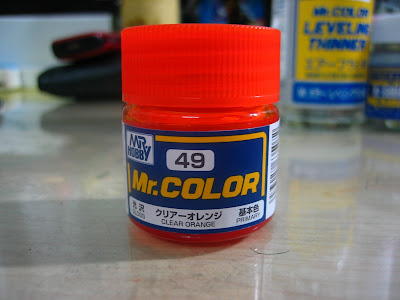 MR.
HOBBY
49
Mr.COLOR
光沢
GLOSS
クリアーオレンジ
CLEAR ORANGE
基本色
PRIMARY
Mr.COLOR
LEVELING
THINNER